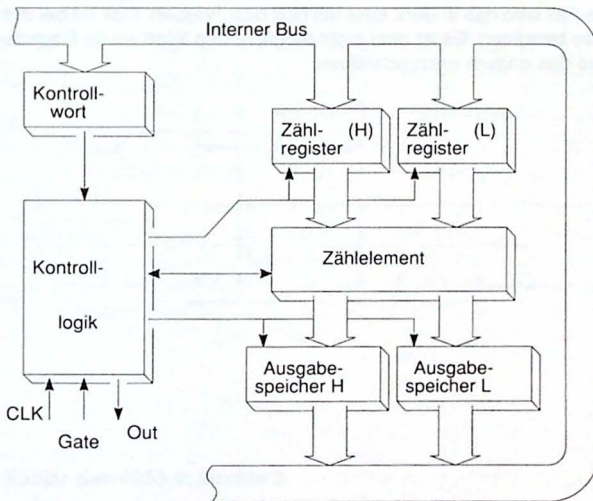 Interner Bus
Kontroll-
wort
Zähl- (H)
register
Zähl- (L)
register
Kontroll-
logik
Zählelement
Ausgabe-
speicher H
Ausgabe-
speicher L
CLK
Gate
Out